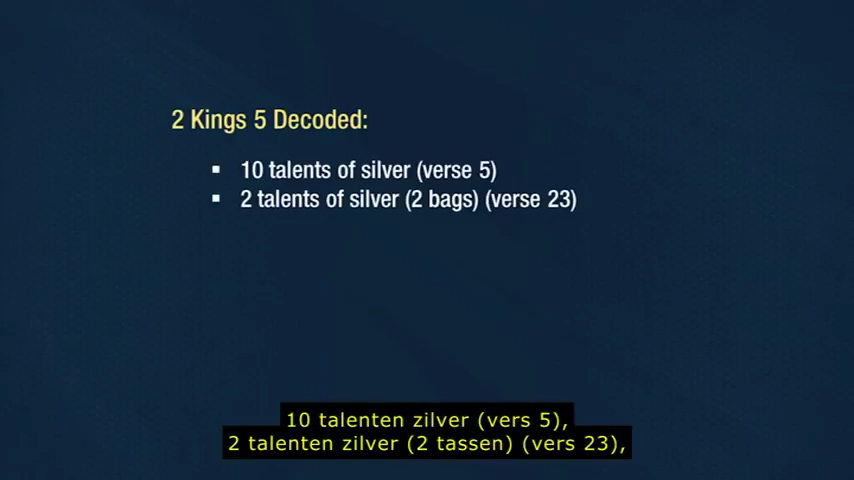 2 Kings 5 Decoded:
▪ 10 talents of silver (verse 5)
▪ 2 talents of silver (2 bags) (verse 23)
10 talenten zilver (vers 5),
2 talenten zilver (2 tassen) (vers 23),